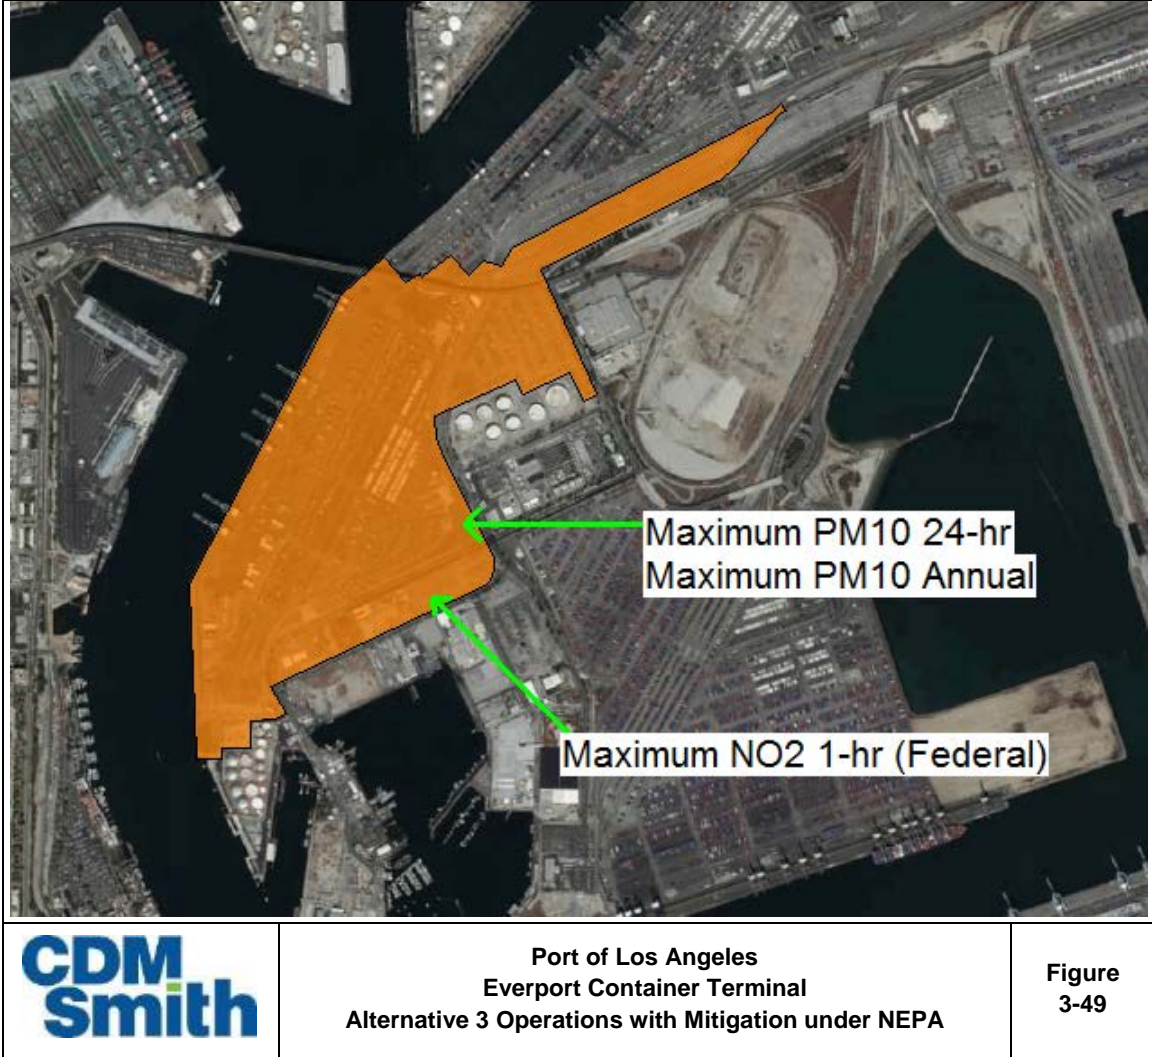 Maximum PM10 24-hr
Maximum PM10 Annual
Maximum NO2 1-hr (Federal)
CDM
Smith
Port of Los Angeles
Everport Container Terminal
Alternative 3 Operations with Mitigation under NEPA
Figure
3-49